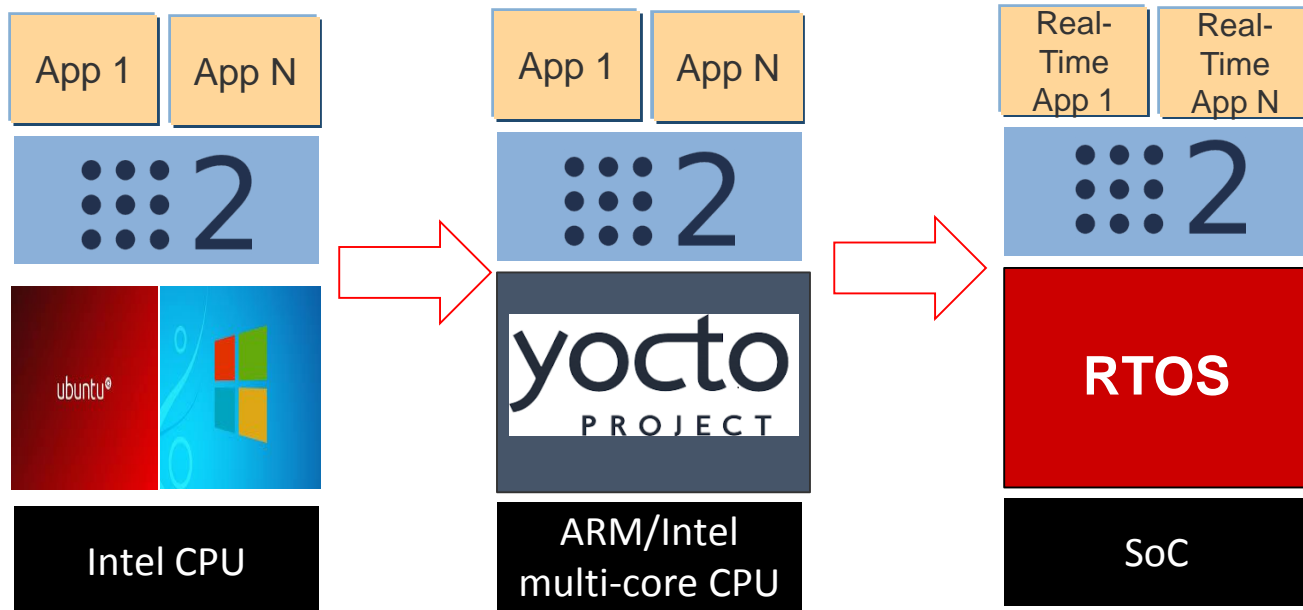 App 1
App N
2
ubuntu®
Intel CPU
App 1
App N
2
yocto
PROJECT
ARM/Intel
multi-core CPU
Real-
Time
App 1
Real-
Time
App N
2
RTOS
SoC